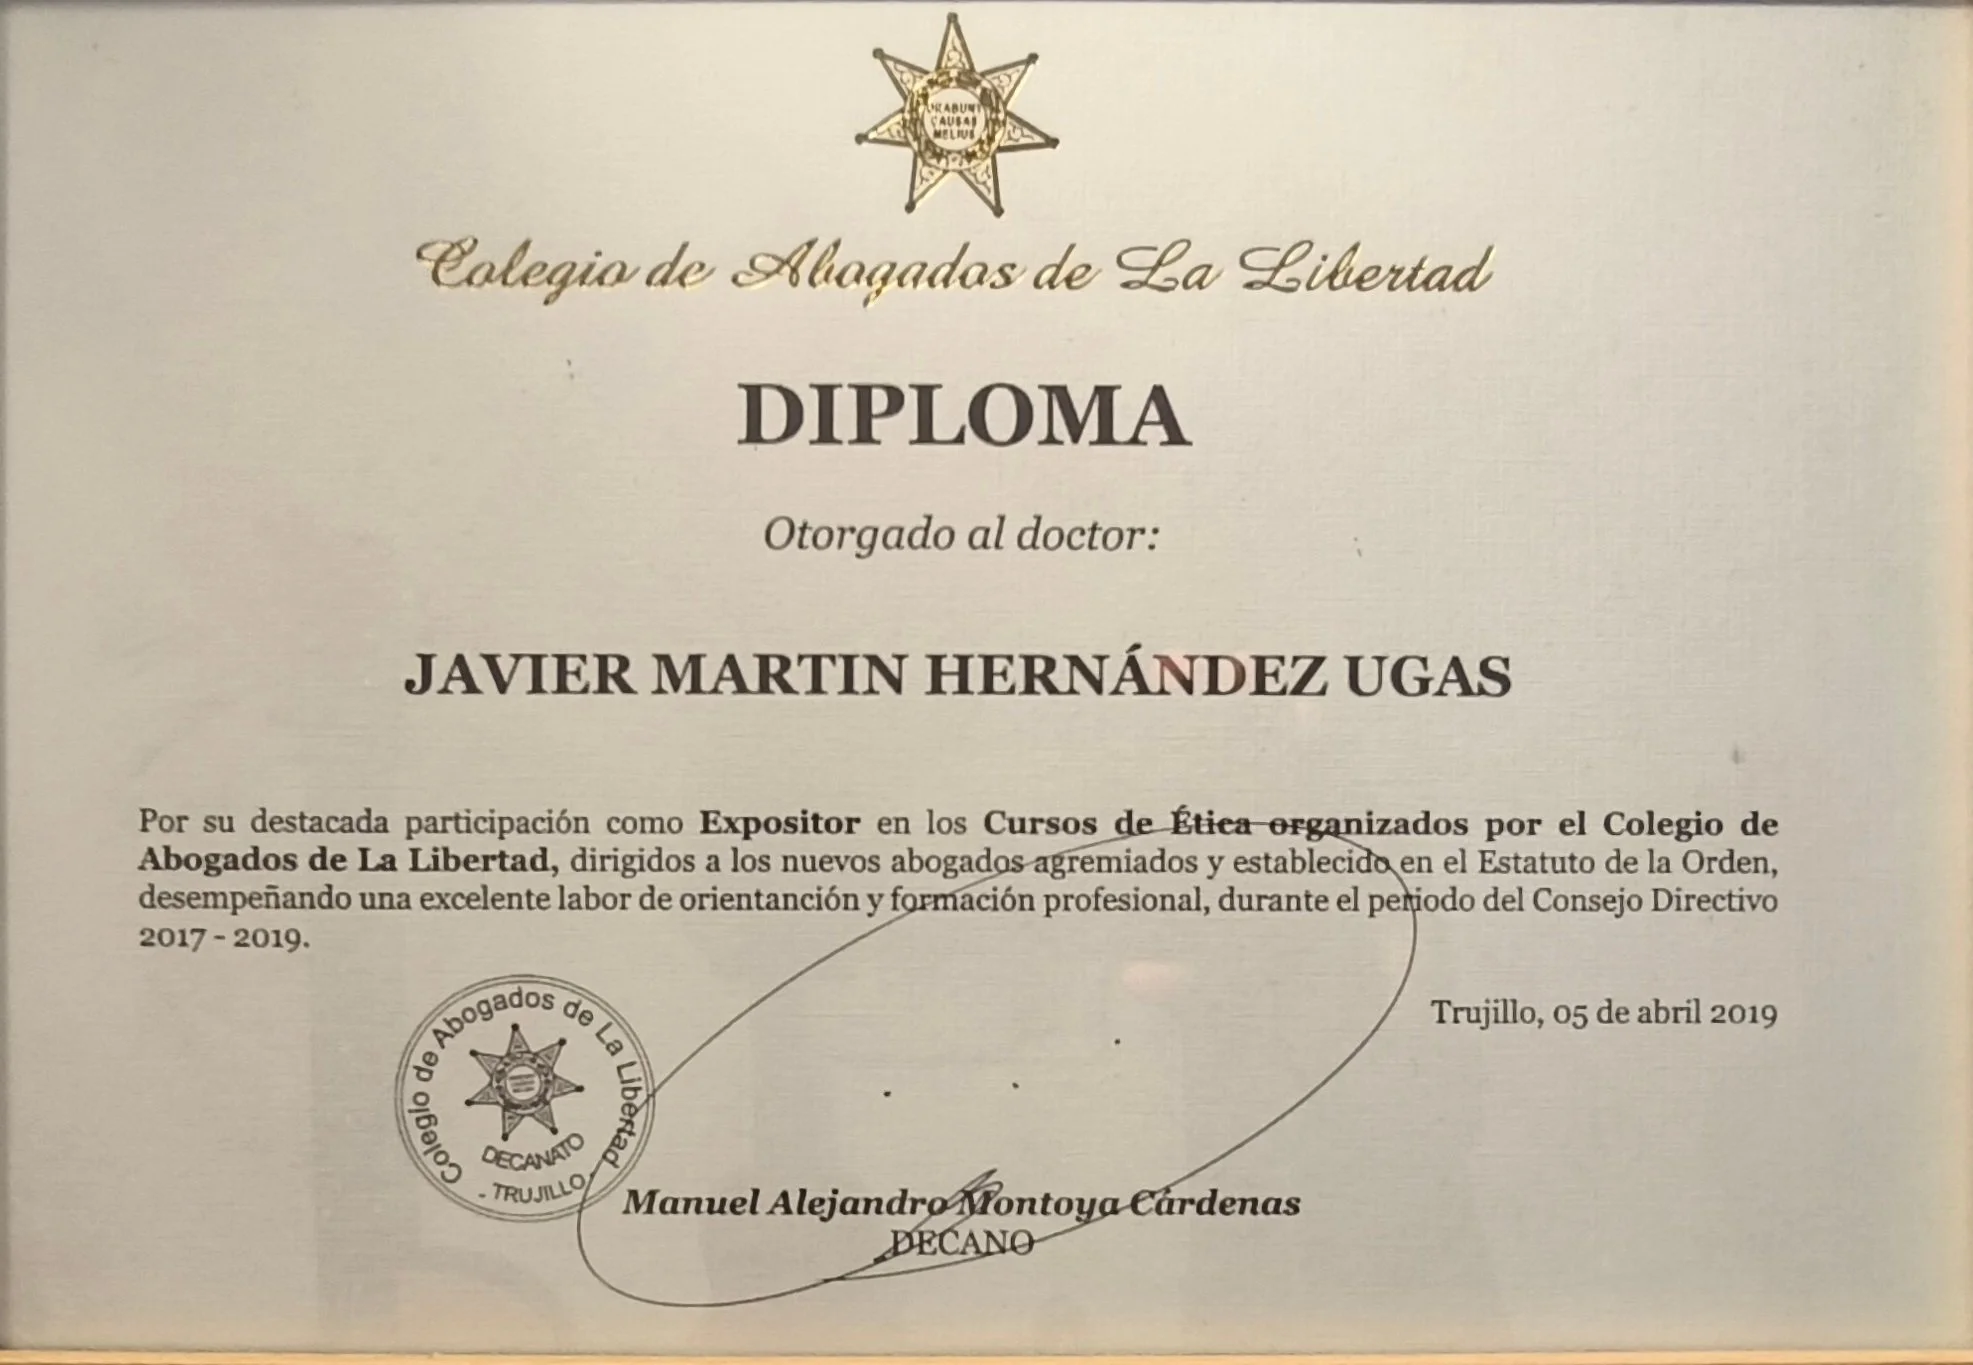 ORABUNT
CAUSAS
MELIUS
Colegio de Abogados de La Libertad
DIPLOMA
Otorgado al doctor:
JAVIER MARTIN HERNÁNDEZ UGAS
Por su destacada participación como Expositor en los Cursos de Ética organizados por el Colegio de
Abogados de La Libertad, dirigidos a los nuevos abogados agremiados y establecido en el Estatuto de la Orden,
desempeñando una excelente labor de orientanción y formación profesional, durante el periodo del Consejo Directivo
2017 - 2019.
Trujillo, 05 de abril 2019
Colegio de Abogados de La Libertad
DECANATO
- TRUJILLO -
Manuel Alejandro Montoya Cárdenas
DECANO